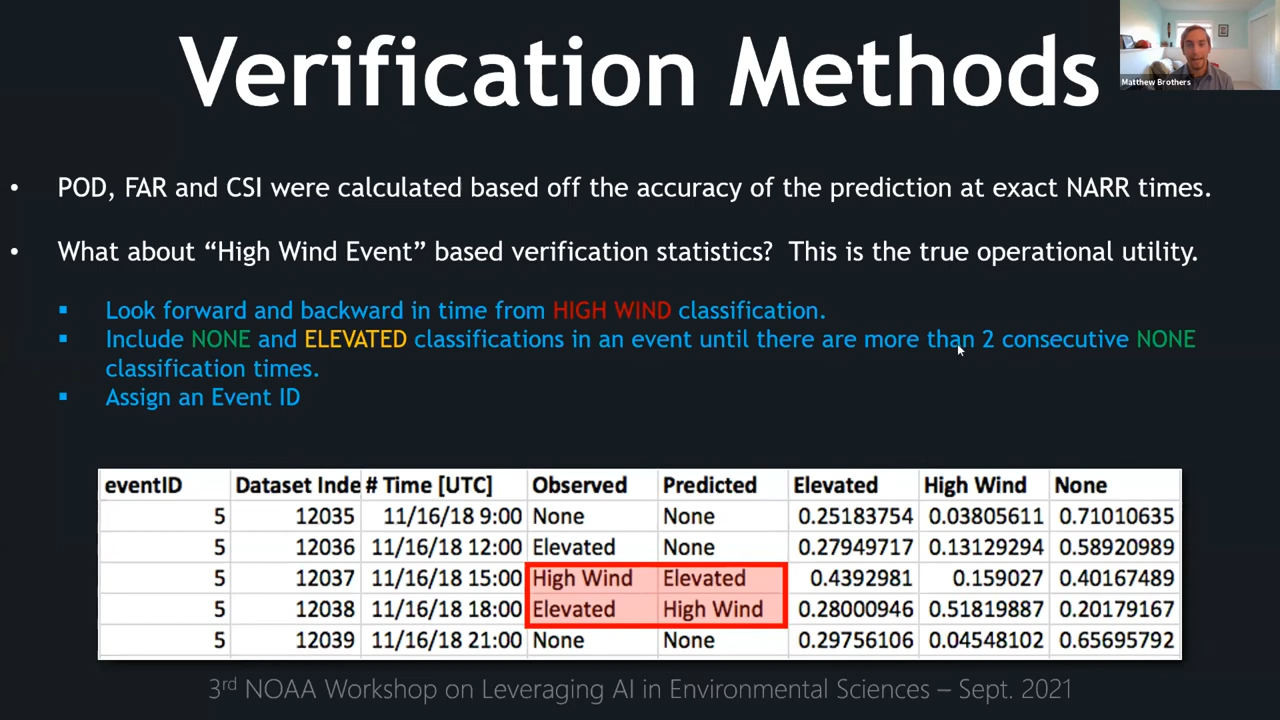 Verification Methods
Matthew Brothers
• POD, FAR and CSI were calculated based off the accuracy of the prediction at exact NARR times.
• What about “High Wind Event” based verification statistics? This is the true operational utility.
▪ Look forward and backward in time from HIGH WIND classification.
▪ Include NONE and ELEVATED classifications in an event until there are more than 2 consecutive NONE
classification times.
▪ Assign an Event ID
eventID Dataset Inde # Time [UTC] Observed Predicted Elevated High Wind None
5 12035 11/16/18 9:00 None None 0.25183754 0.03805611 0.71010635
5 12036 11/16/18 12:00 Elevated None 0.27949717 0.13129294 0.58920989
5 12037 11/16/18 15:00 High Wind Elevated 0.4392981 0.159027 0.40167489
5 12038 11/16/18 18:00 Elevated High Wind 0.28000946 0.51819887 0.20179167
5 12039 11/16/18 21:00 None None 0.29756106 0.04548102 0.65695792
3rd NOAA Workshop on Leveraging AI in Environmental Sciences – Sept. 2021